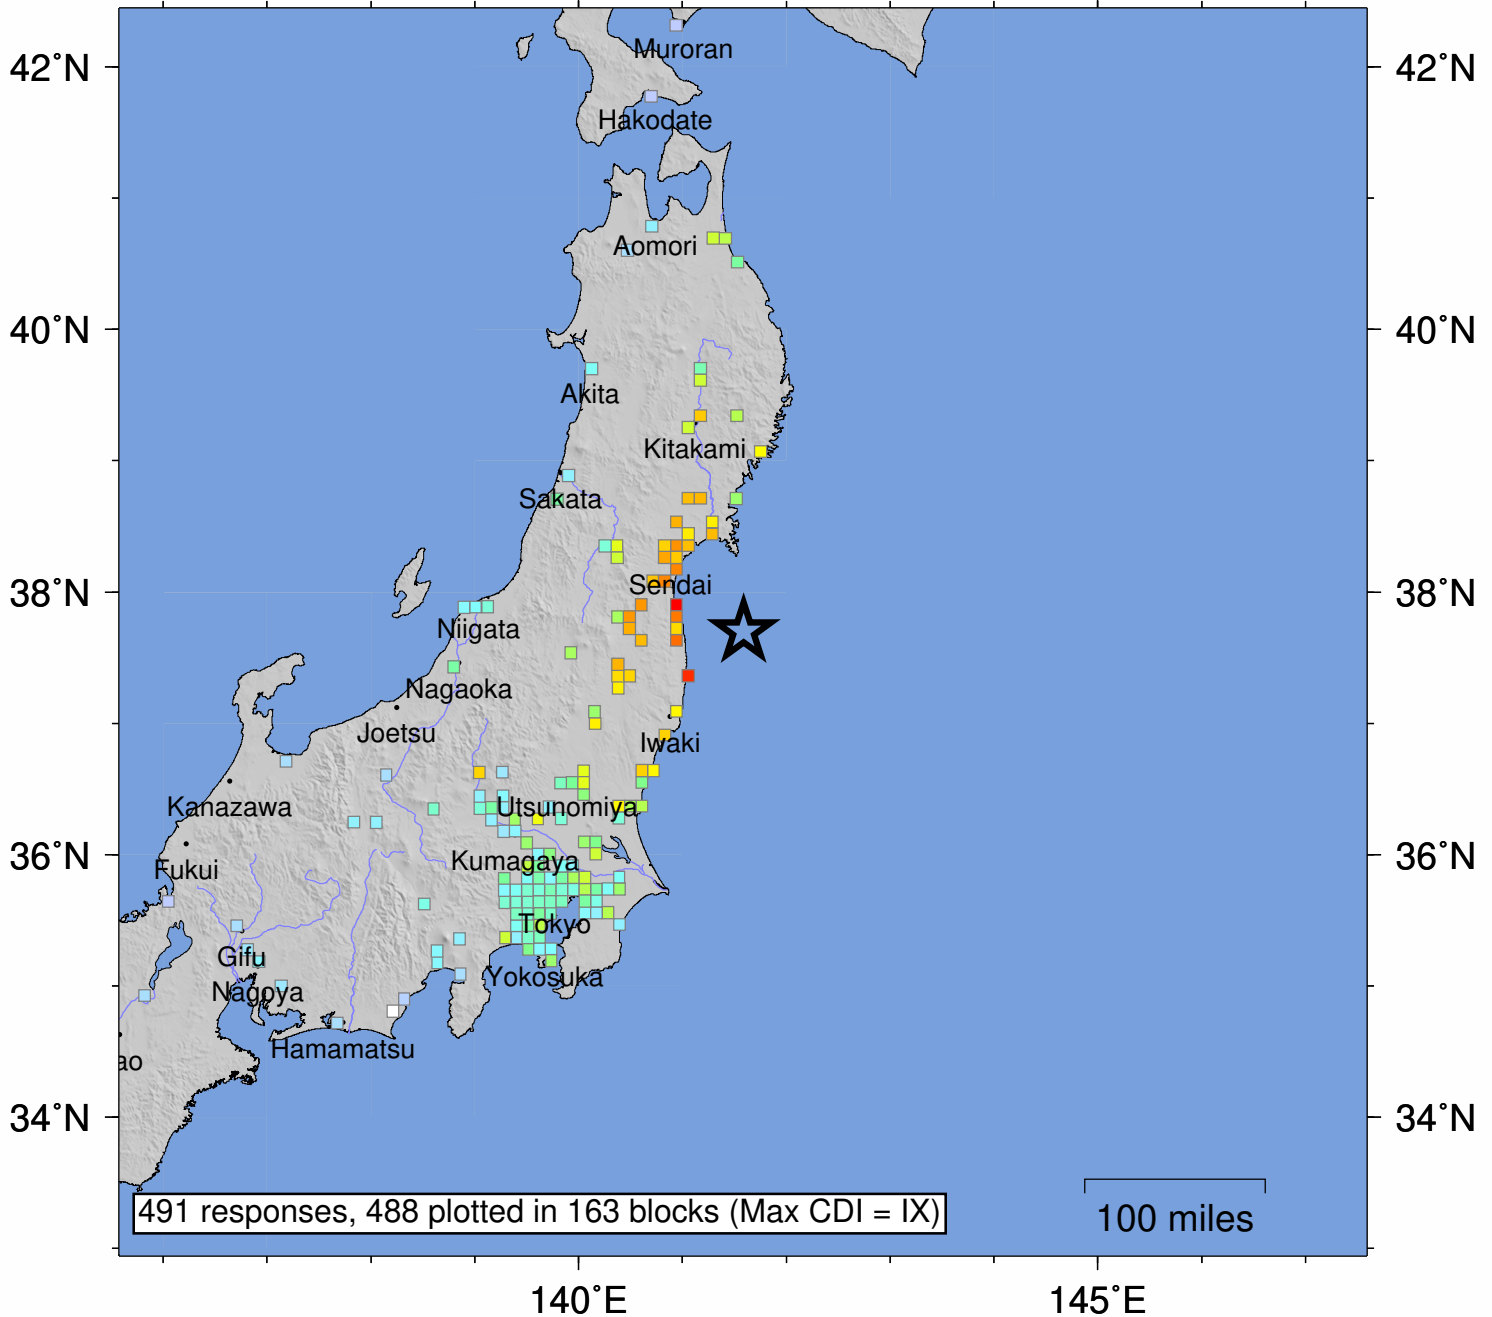 Muroran
42°N
42°N
Hakodate
Aomori
40°N
40°N
Akita
Kitakami
Sakata
Sendai
38°N
38°N
Niigata
Nagaoka
Joetsu
Iwaki
Kanazawa
Utsunomiya
36°N
36°N
Kumagaya
Fukui
Tokyo
Gifu
Yokosuka
Nagoya
Hamamatsu
ao
34°N
34°N
491 responses, 488 plotted in 163 blocks (Max CDI = IX)
100 miles
140°E
145°E